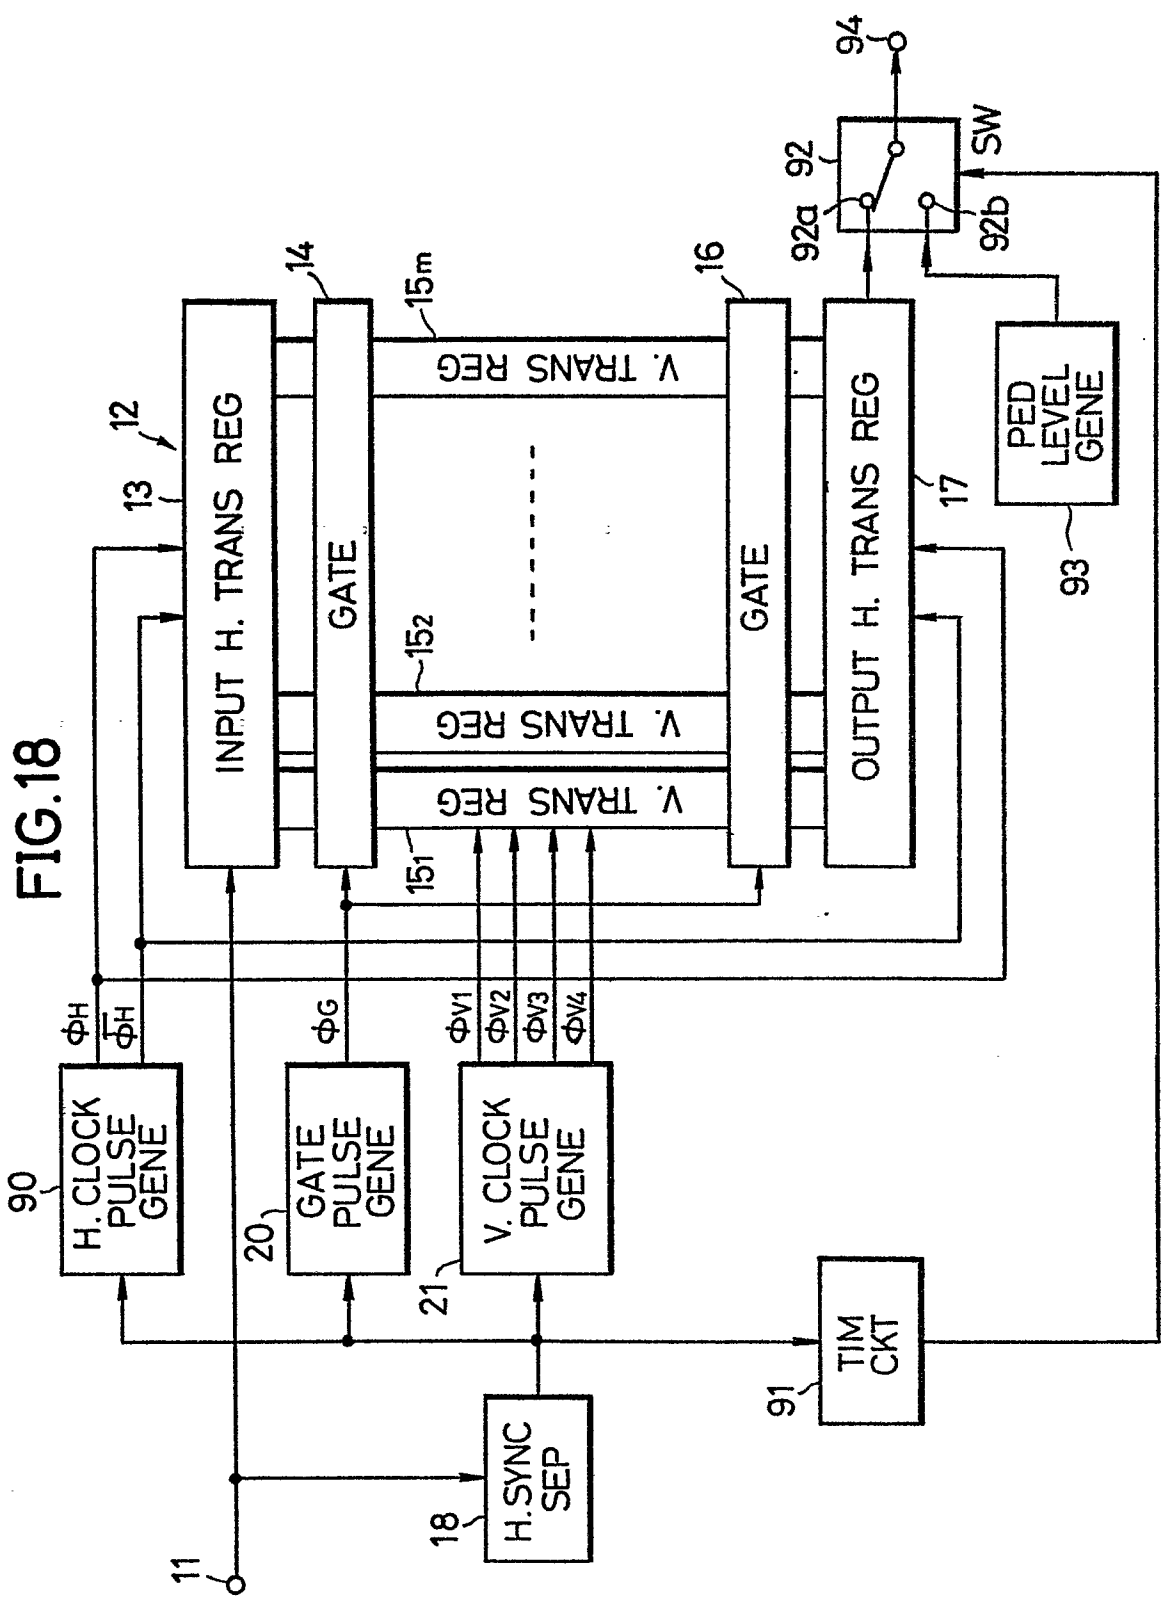 FIG.18
11
18
H. SYNC
SEP
90
H. CLOCK
PULSE
GENE
ΦH
Φ̅H
20
GATE
PULSE
GENE
ΦG
21
V. CLOCK
PULSE
GENE
ΦV1
ΦV2
ΦV3
ΦV4
91
TIM
CKT
12
13
INPUT H. TRANS REG
14
GATE
151
V. TRANS
REG
152
V. TRANS
REG
15m
V. TRANS
REG
16
GATE
OUTPUT H. TRANS REG
17
93
PED
LEVEL
GENE
92
92a
92b
SW
94